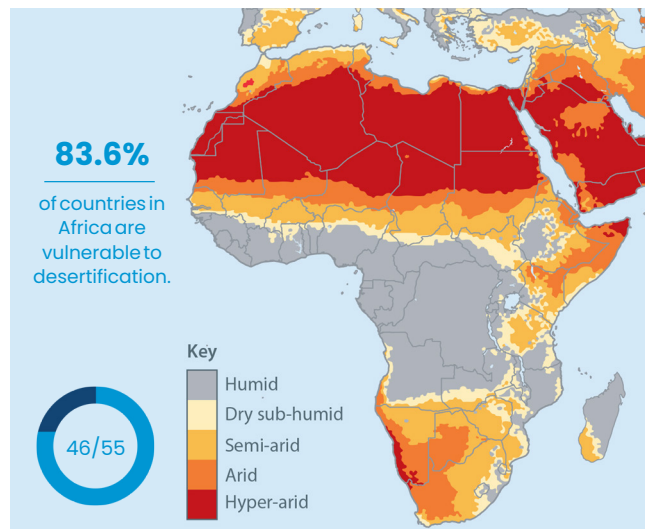 83.6%
of countries in
Africa are
vulnerable to
desertification.
46/55
Key
Humid
Dry sub-humid
Semi-arid
Arid
Hyper-arid